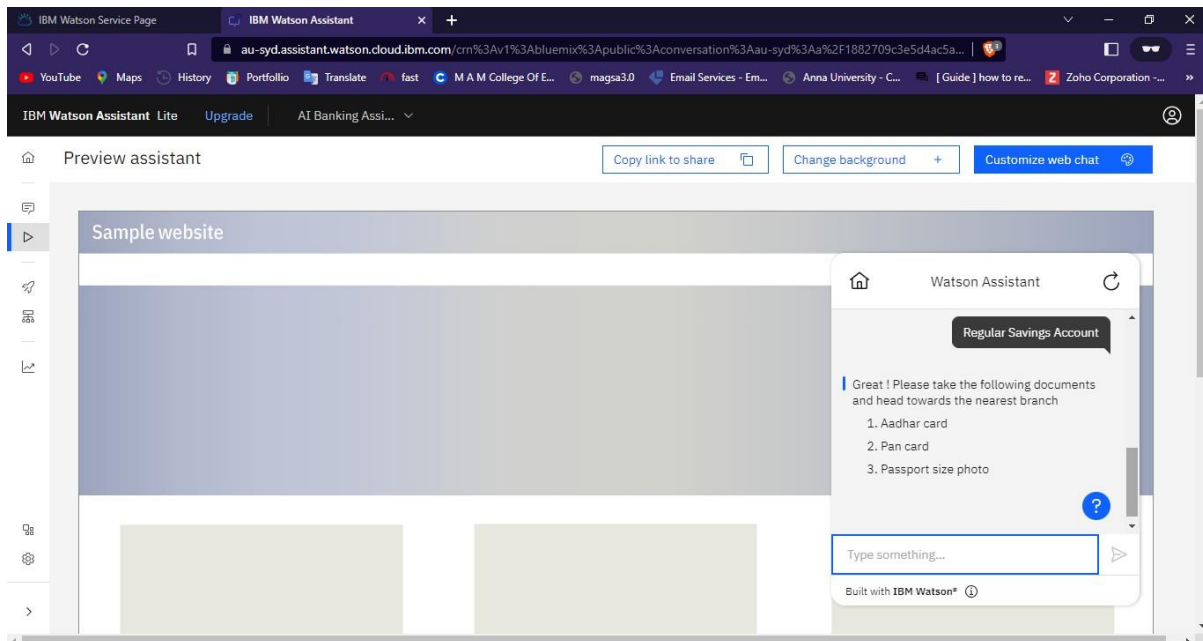 IBM Watson Service Page
IBM Watson Assistant
au-syd.assistant.watson.cloud.ibm.com/crn%3Av1%3Abluemix%3Apublic%3Aconversation%3Aau-syd%3Aa%2F1882709c3e5d4ac5a...
YouTube Maps History Portfollio Translate fast M A M College Of E... magsa3.0 Email Services - Em... Anna University - C... [ Guide ] how to re... Zoho Corporation -...
IBM Watson Assistant Lite Upgrade AI Banking Assi...
Preview assistant
Copy link to share
Change background +
Customize web chat
Sample website
Watson Assistant
Regular Savings Account
Great ! Please take the following documents
and head towards the nearest branch
1. Aadhar card
2. Pan card
3. Passport size photo
?
Type something...
Built with IBM Watson®